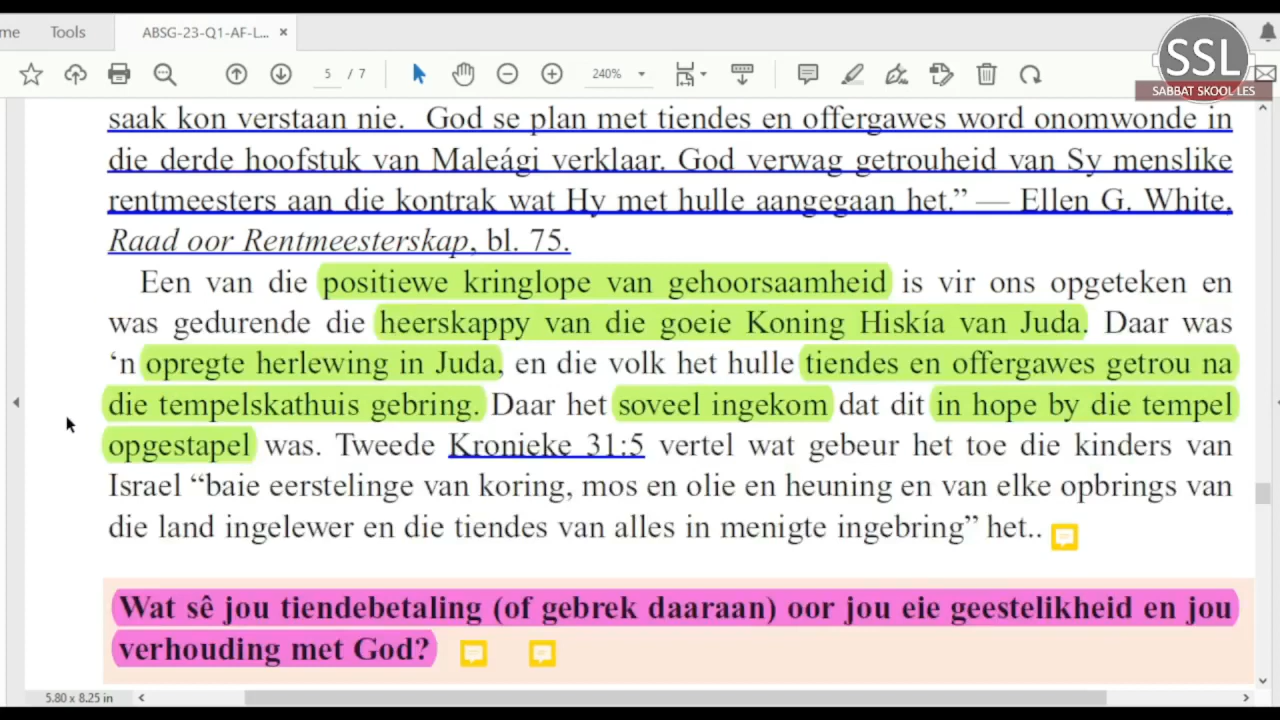 me Tools ABSG-23-Q1-AF-L... ×
5 / 7 240%
SSL
SABBAT SKOOL LES
saak kon verstaan nie. God se plan met tiendes en offergawes word onomwonde in
die derde hoofstuk van Maleági verklaar. God verwag getrouheid van Sy menslike
rentmeesters aan die kontrak wat Hy met hulle aangegaan het.” — Ellen G. White,
Raad oor Rentmeesterskap, bl. 75.
Een van die positiewe kringlope van gehoorsaamheid is vir ons opgeteken en
was gedurende die heerskappy van die goeie Koning Hiskía van Juda. Daar was
‘n opregte herlewing in Juda, en die volk het hulle tiendes en offergawes getrou na
die tempelskathuis gebring. Daar het soveel ingekom dat dit in hope by die tempel
opgestapel was. Tweede Kronieke 31:5 vertel wat gebeur het toe die kinders van
Israel “baie eerstelinge van koring, mos en olie en heuning en van elke opbrings van
die land ingelewer en die tiendes van alles in menigte ingebring” het..
Wat sê jou tiendebetaling (of gebrek daaraan) oor jou eie geestelikheid en jou
verhouding met God?
5.80 x 8.25 in